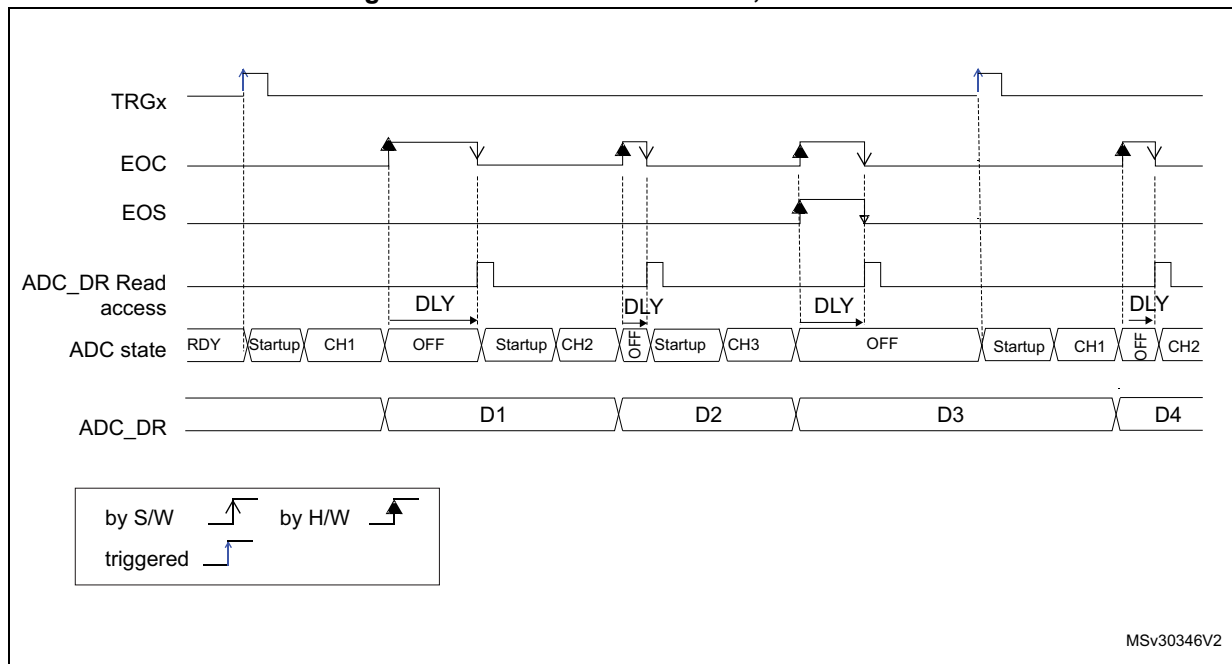 TRGx
EOC
EOS
ADC_DR Read
access
DLY DLY DLY DLY
ADC state RDY Startup CH1 OFF Startup CH2 OFF Startup CH3 OFF Startup CH1 OFF CH2
ADC_DR D1 D2 D3 D4
by S/W by H/W
triggered
MSv30346V2